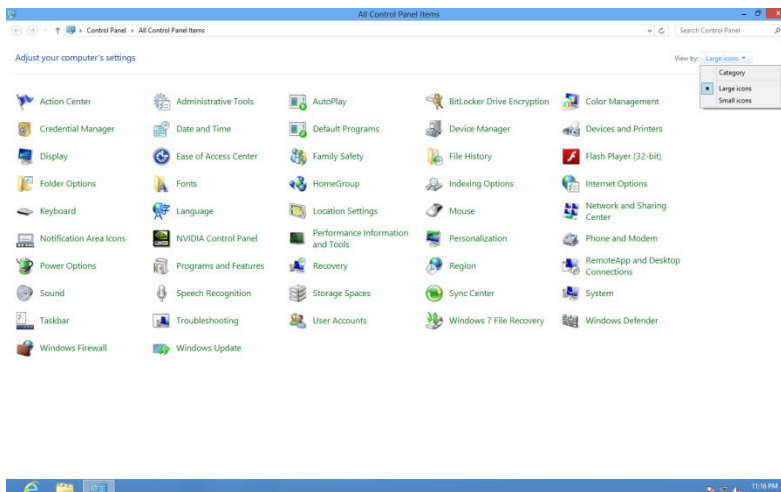 All Control Panel Items
Control Panel All Control Panel Items
Search Control Panel
Adjust your computer's settings
View by: Large icons
Category
Large icons
Small icons
Action Center
Administrative Tools
AutoPlay
BitLocker Drive Encryption
Color Management
Credential Manager
Date and Time
Default Programs
Device Manager
Devices and Printers
Display
Ease of Access Center
Family Safety
File History
Flash Player (32-bit)
Folder Options
Fonts
HomeGroup
Indexing Options
Internet Options
Keyboard
Language
Location Settings
Mouse
Network and Sharing
Center
Notification Area Icons
NVIDIA Control Panel
Performance Information
and Tools
Personalization
Phone and Modem
Power Options
Programs and Features
Recovery
Region
RemoteApp and Desktop
Connections
Sound
Speech Recognition
Storage Spaces
Sync Center
System
Taskbar
Troubleshooting
User Accounts
Windows 7 File Recovery
Windows Defender
Windows Firewall
Windows Update
11:16 PM